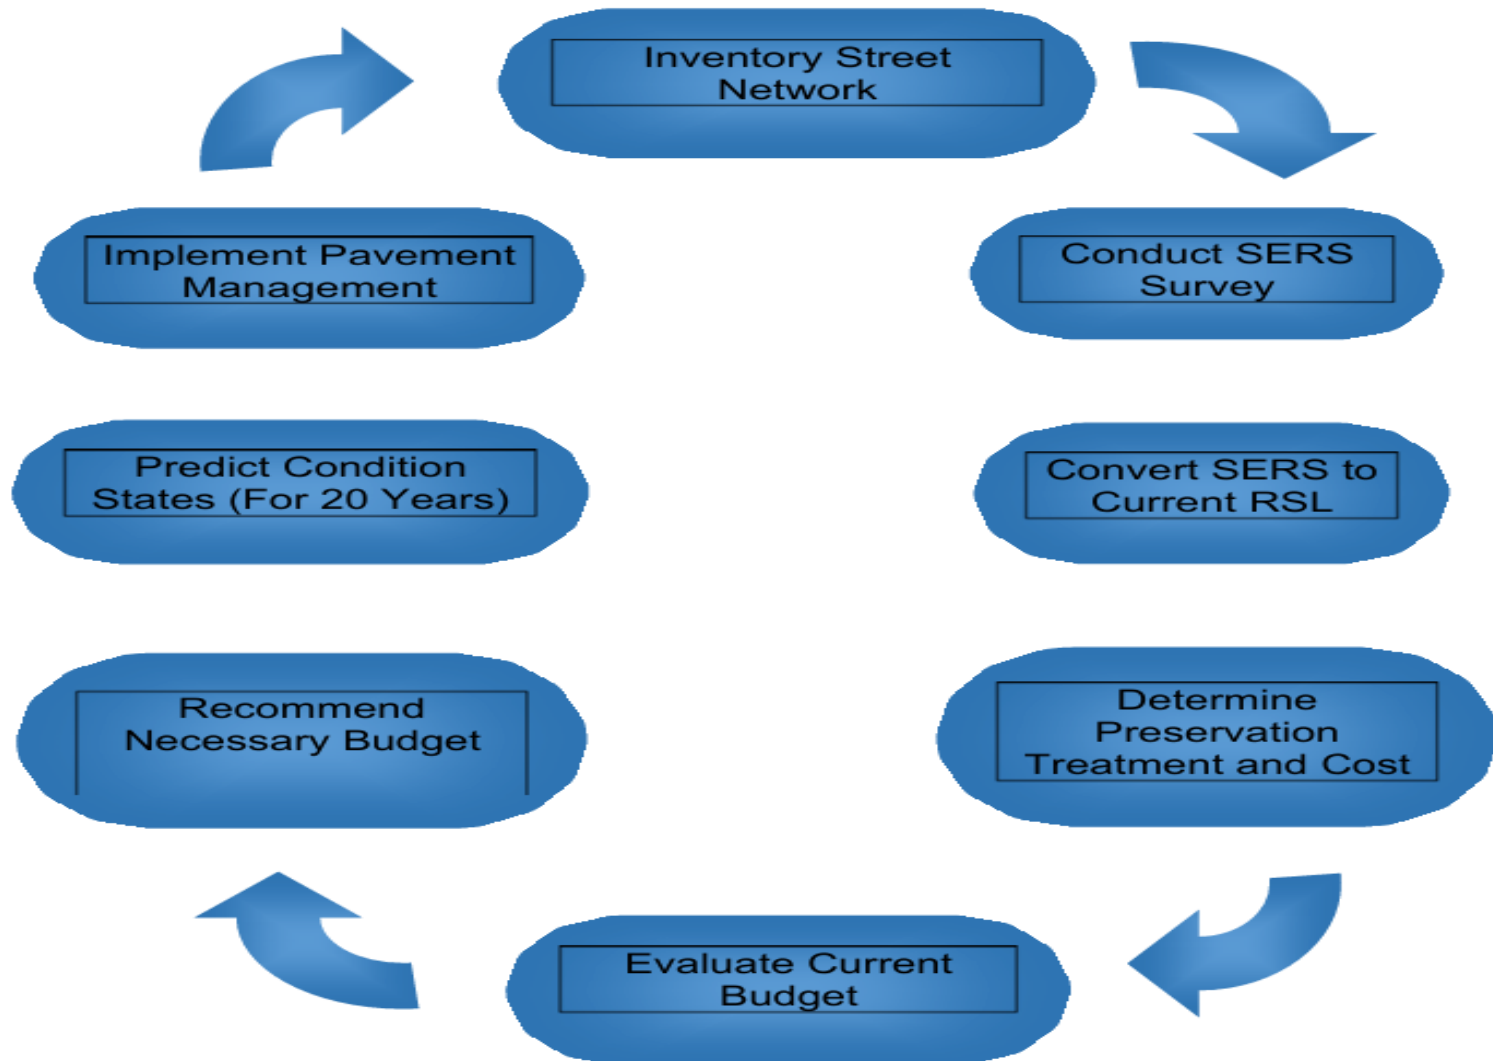 Inventory Street
Network
Conduct SERS
Survey
Convert SERS to
Current RSL
Determine
Preservation
Treatment and Cost
Evaluate Current
Budget
Recommend
Necessary Budget
Predict Condition
States (For 20 Years)
Implement Pavement
Management